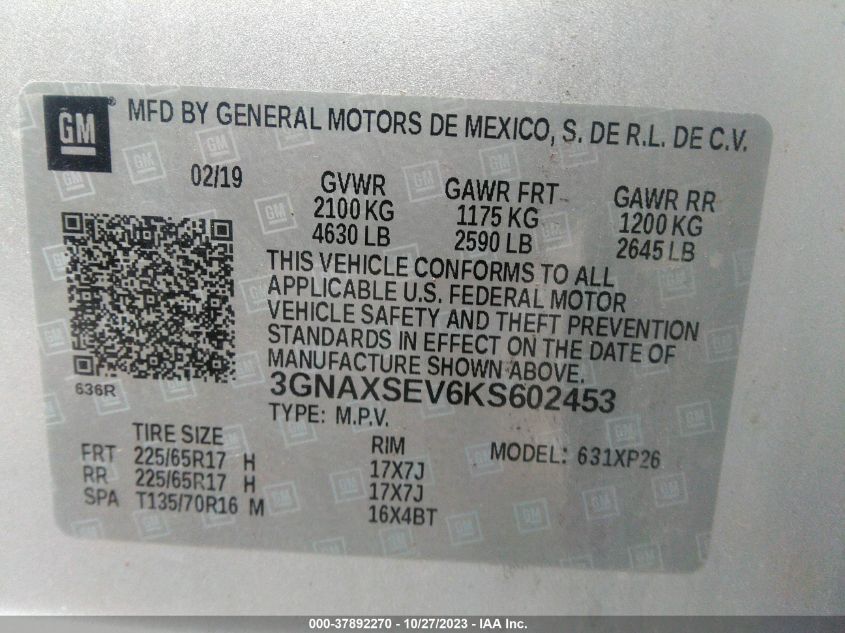 GM ®
MFD BY GENERAL MOTORS DE MEXICO, S. DE R.L. DE C.V.
02/19 GVWR GAWR FRT GAWR RR
2100 KG 1175 KG 1200 KG
4630 LB 2590 LB 2645 LB
THIS VEHICLE CONFORMS TO ALL
APPLICABLE U.S. FEDERAL MOTOR
VEHICLE SAFETY AND THEFT PREVENTION
STANDARDS IN EFFECT ON THE DATE OF
MANUFACTURE SHOWN ABOVE.
636R
3GNAXSEV6KS602453
TYPE: M.P.V.
TIRE SIZE RIM MODEL: 631XP26
FRT 225/65R17 H 17X7J
RR 225/65R17 H 17X7J
SPA T135/70R16 M 16X4BT
000-37892270 - 10/27/2023 - IAA Inc.